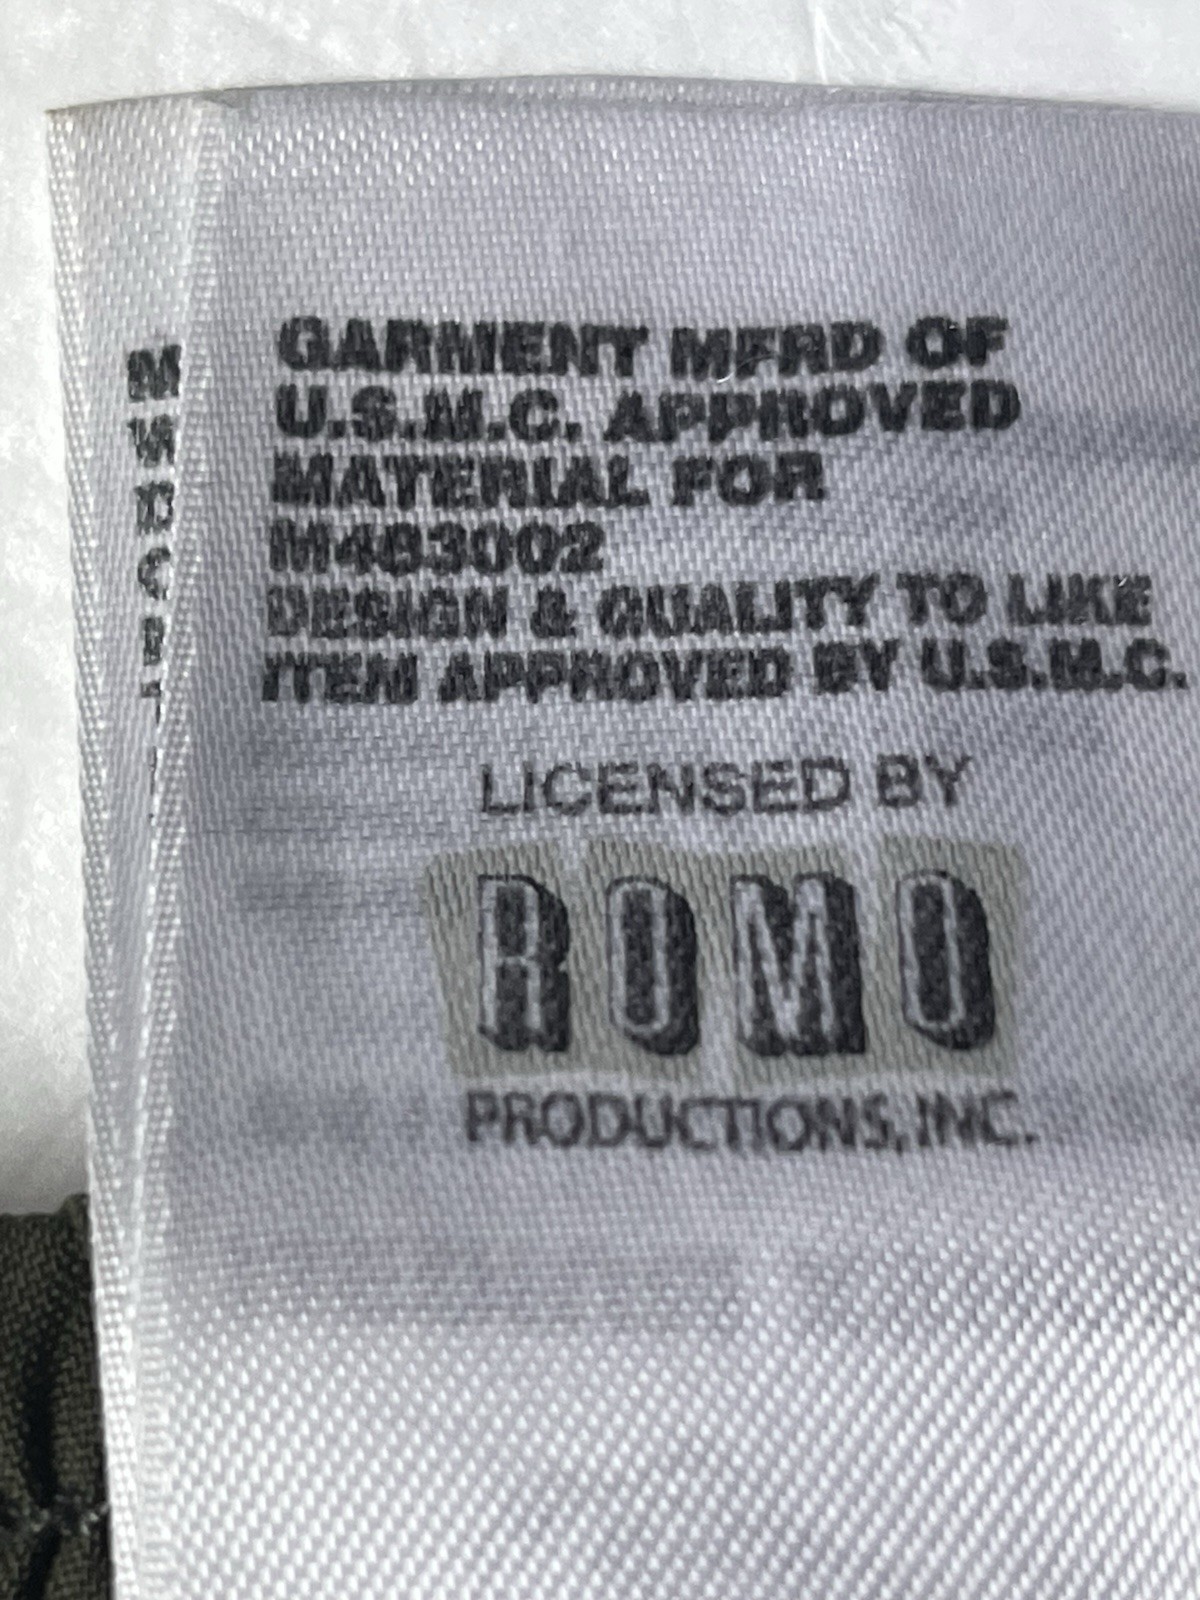 GARMENT MFRD OF
U.S.M.C. APPROVED
MATERIAL FOR
M483002
DESIGN & QUALITY TO LIKE
ITEM APPROVED BY U.S.M.C.
LICENSED BY
ROMO
PRODUCTIONS, INC.